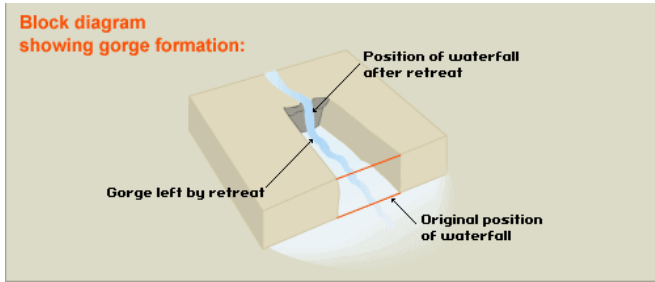 Block diagram
showing gorge formation:
Position of waterfall
after retreat
Gorge left by retreat
Original position
of waterfall